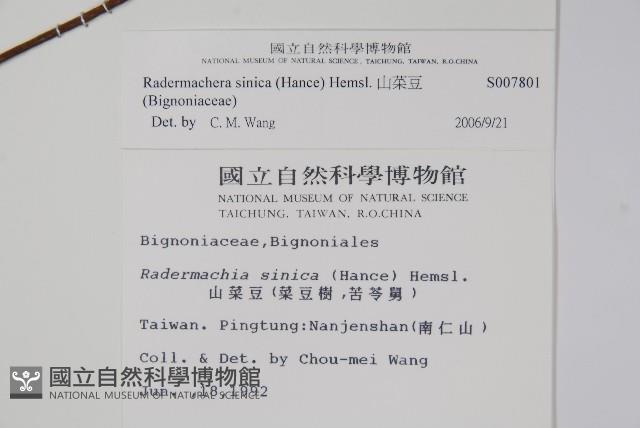 國立自然科學博物館
NATIONAL MUSEUM OF NATURAL SCIENCE, TAICHUNG, TAIWAN, R.O.CHINA
Radermachera sinica (Hance) Hemsl. 山菜豆 S007801
(Bignoniaceae)
Det. by C. M. Wang 2006/9/21
國立自然科學博物館
NATIONAL MUSEUM OF NATURAL SCIENCE
TAICHUNG, TAIWAN, R.O.CHINA
Bignoniaceae,Bignoniales
Radermachia sinica (Hance) Hemsl.
山菜豆(菜豆樹,苦苓舅)
Taiwan. Pingtung:Nanjenshan(南仁山)
Coll. & Det. by Chou-mei Wang
Jun. ,18,1992
國立自然科學博物館
NATIONAL MUSEUM OF NATURAL SCIENCE